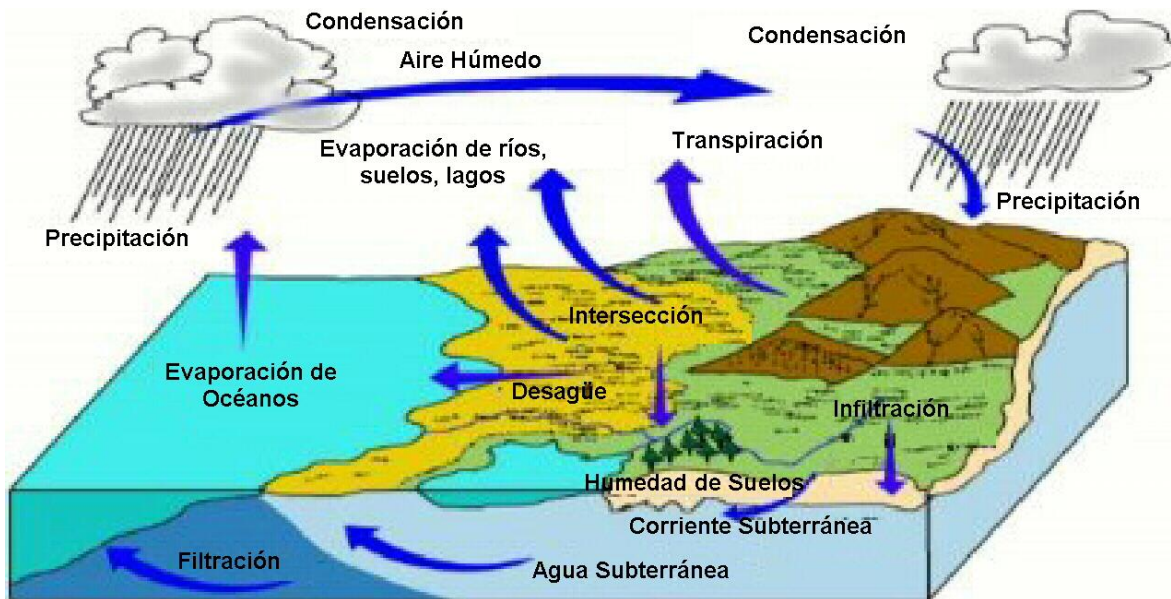 Condensación
Condensación
Aire Húmedo
Evaporación de ríos,
suelos, lagos
Transpiración
Precipitación
Precipitación
Intersección
Evaporación de
Océanos
Desagüe
Infiltración
Humedad de Suelos
Corriente Subterránea
Filtración
Agua Subterránea